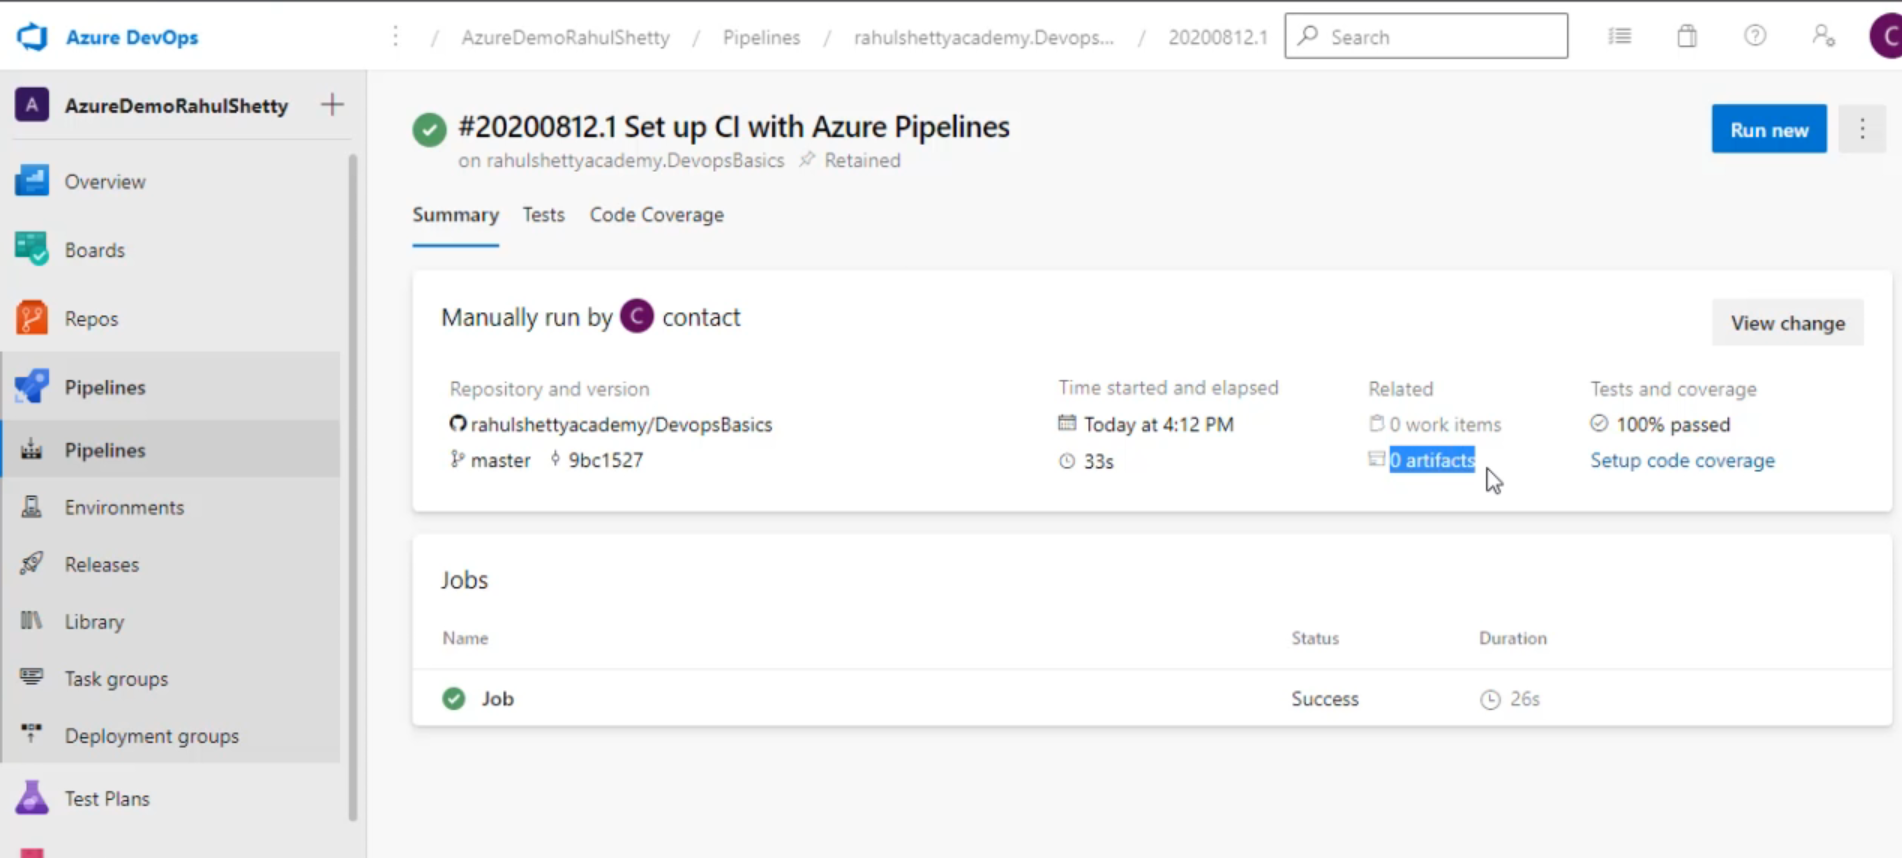 Azure DevOps
/ AzureDemoRahulShetty / Pipelines / rahulshettyacademy.Devops... / 20200812.1
Search
C
A AzureDemoRahulShetty
Overview
Boards
Repos
Pipelines
Pipelines
Environments
Releases
Library
Task groups
Deployment groups
Test Plans
#20200812.1 Set up CI with Azure Pipelines
on rahulshettyacademy.DevopsBasics Retained
Run new
Summary Tests Code Coverage
Manually run by C contact
View change
Repository and version
rahulshettyacademy/DevopsBasics
master 9bc1527
Time started and elapsed
Today at 4:12 PM
33s
Related
0 work items
0 artifacts
Tests and coverage
100% passed
Setup code coverage
Jobs
Name Status Duration
Job Success 26s